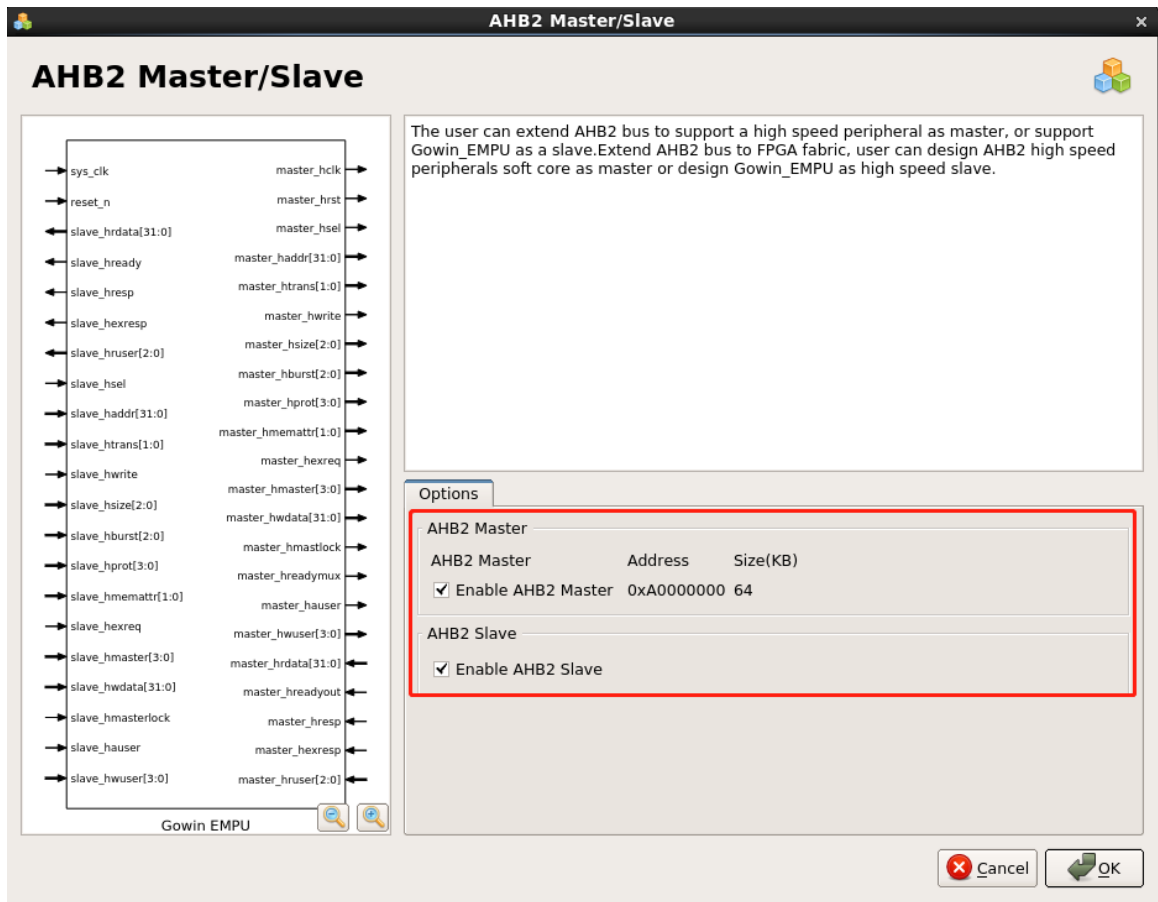 AHB2 Master/Slave
AHB2 Master/Slave
sys_clk
reset_n
slave_hrdata[31:0]
slave_hready
slave_hresp
slave_hexresp
slave_hruser[2:0]
slave_hsel
slave_haddr[31:0]
slave_htrans[1:0]
slave_hwrite
slave_hsize[2:0]
slave_hburst[2:0]
slave_hprot[3:0]
slave_hmemattr[1:0]
slave_hexreq
slave_hmaster[3:0]
slave_hwdata[31:0]
slave_hmasterlock
slave_hauser
slave_hwuser[3:0]
master_hclk
master_hrst
master_hsel
master_haddr[31:0]
master_htrans[1:0]
master_hwrite
master_hsize[2:0]
master_hburst[2:0]
master_hprot[3:0]
master_hmemattr[1:0]
master_hexreq
master_hmaster[3:0]
master_hwdata[31:0]
master_hmastlock
master_hreadymux
master_hauser
master_hwuser[3:0]
master_hrdata[31:0]
master_hreadyout
master_hresp
master_hexresp
master_hruser[2:0]
Gowin EMPU
The user can extend AHB2 bus to support a high speed peripheral as master, or support
Gowin_EMPU as a slave.Extend AHB2 bus to FPGA fabric, user can design AHB2 high speed
peripherals soft core as master or design Gowin_EMPU as high speed slave.
Options
AHB2 Master
AHB2 Master Address Size(KB)
Enable AHB2 Master 0xA0000000 64
AHB2 Slave
Enable AHB2 Slave
Cancel
OK